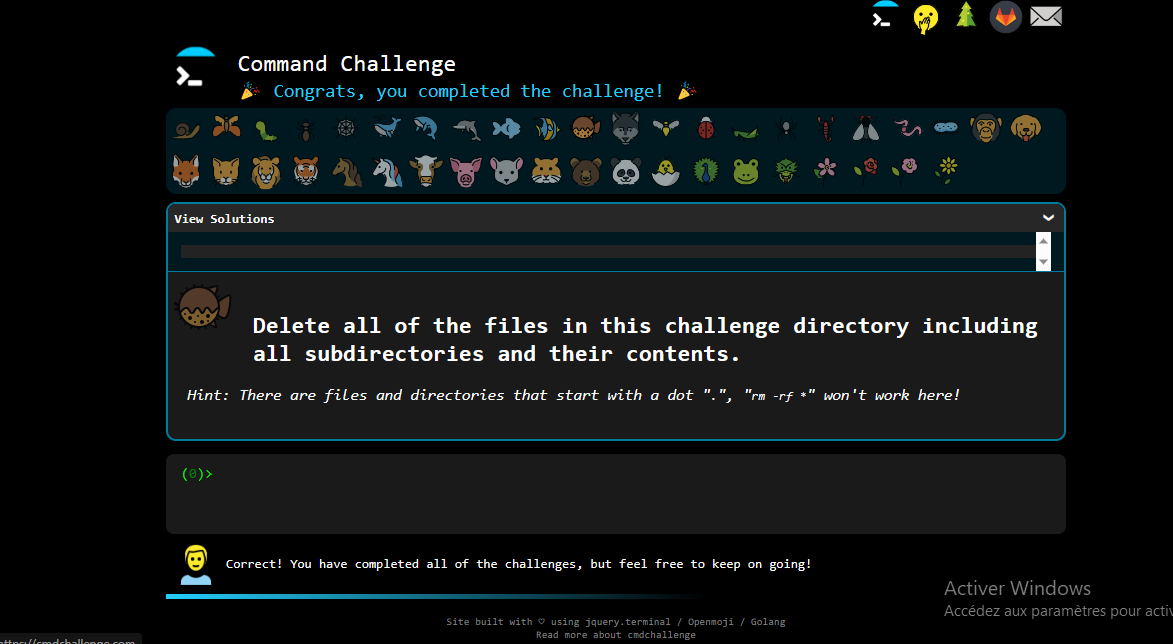 Command Challenge
Congrats, you completed the challenge!
View Solutions
Delete all of the files in this challenge directory including
all subdirectories and their contents.
Hint: There are files and directories that start with a dot ".", "rm -rf *" won't work here!
(0)>
Correct! You have completed all of the challenges, but feel free to keep on going!
Activer Windows
Accédez aux paramètres pour activ
Site built with ♡ using jquery.terminal / Openmoji / Golang
Read more about cmdchallenge
https://cmdchallenge.com